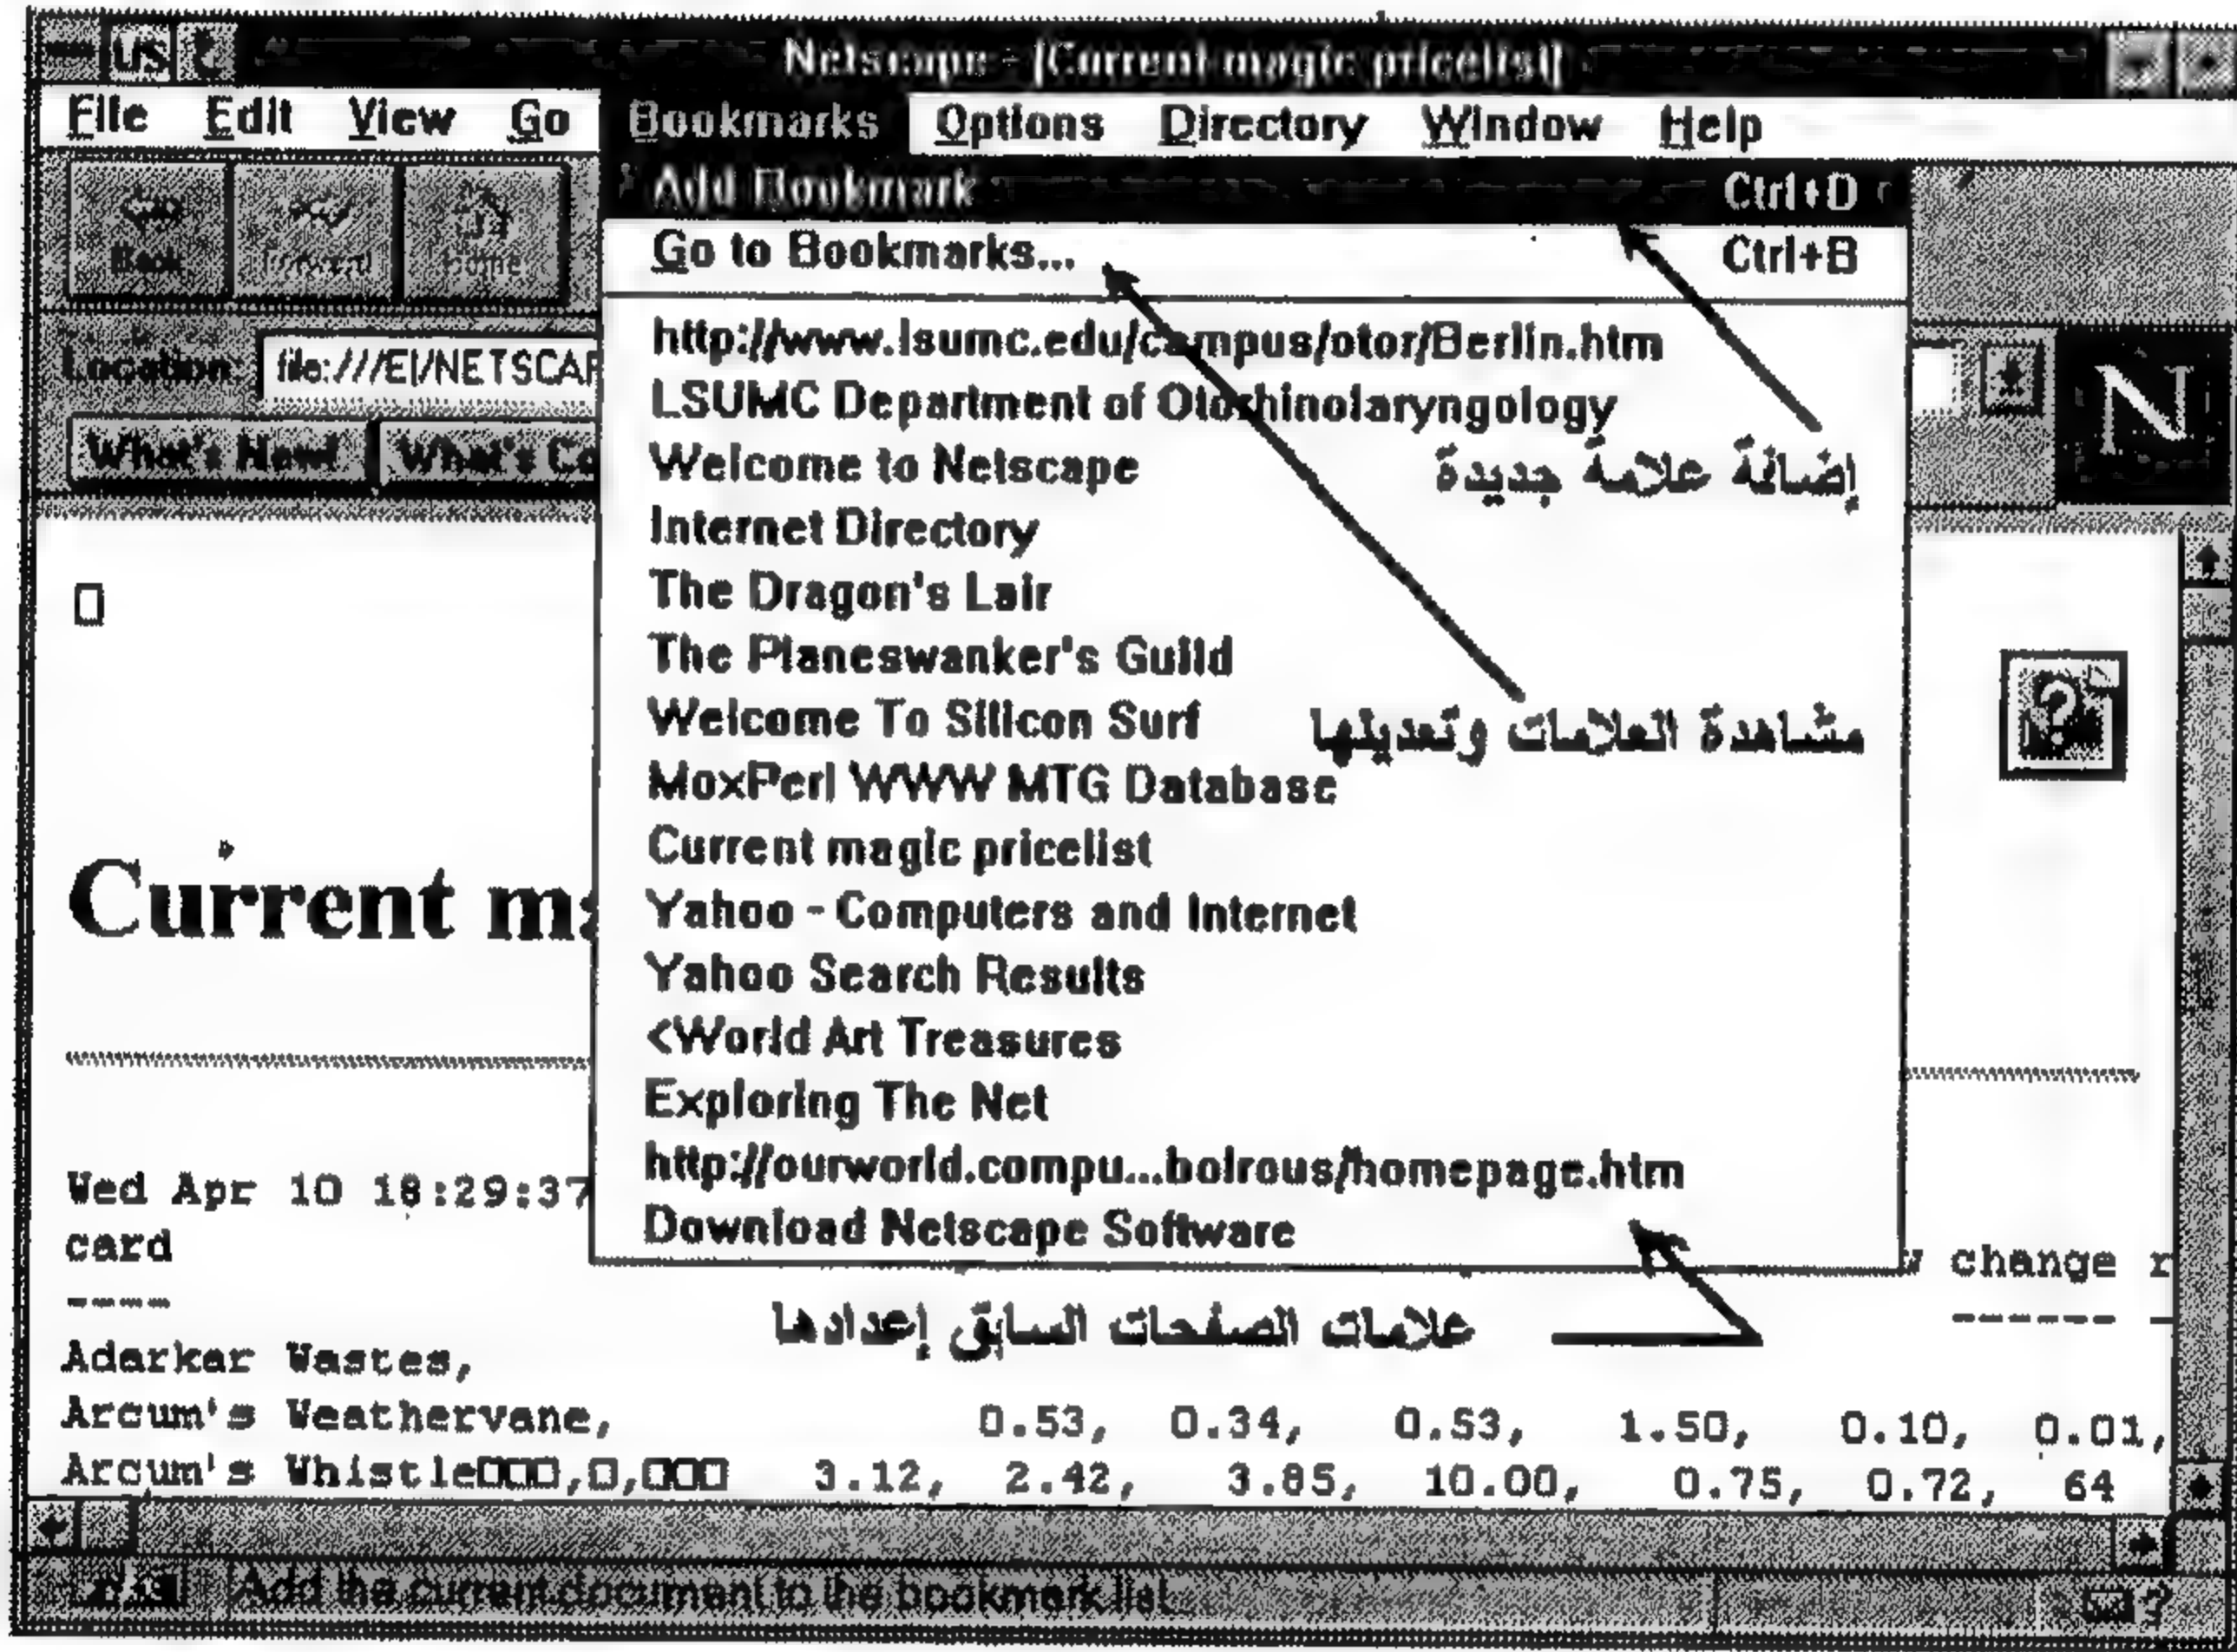 US
Netscape - [Current magic pricelist]
File Edit View Go Bookmarks Options Directory Window Help
Add Bookmark Ctrl+D
Go to Bookmarks... Ctrl+B
Back Home
http://www.lsumc.edu/campus/otor/Berlin.htm
Location: file:///E|/NETSCAP
LSUMC Department of Otorhinolaryngology
What's New! What's Co
Welcome to Netscape
إضافة علامة جديدة
Internet Directory
The Dragon's Lair
The Planeswanker's Guild
Welcome To Silicon Surf
مشاهدة العلامات وتعديلها
MoxPerl WWW MTG Database
Current magic pricelist
Current ma
Yahoo - Computers and Internet
Yahoo Search Results
<World Art Treasures
Exploring The Net
http://ourworld.compu...bolrous/homepage.htm
Wed Apr 10 18:29:37
Download Netscape Software
card change r
---- ------ -
علامات الصفحات السابق إعدادها
Adarkar Wastes,
Arcum's Weathervane, 0.53, 0.34, 0.53, 1.50, 0.10, 0.01,
Arcum's Whistle□□□,□,□□□ 3.12, 2.42, 3.85, 10.00, 0.75, 0.72, 64
Add the current document to the bookmark list